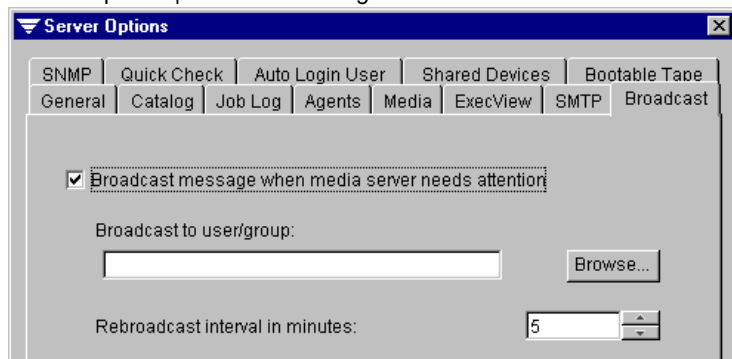 Server Options
SNMP Quick Check Auto Login User Shared Devices Bootable Tape
General Catalog Job Log Agents Media ExecView SMTP Broadcast
Broadcast message when media server needs attention
Broadcast to user/group:
Browse...
Rebroadcast interval in minutes: 5